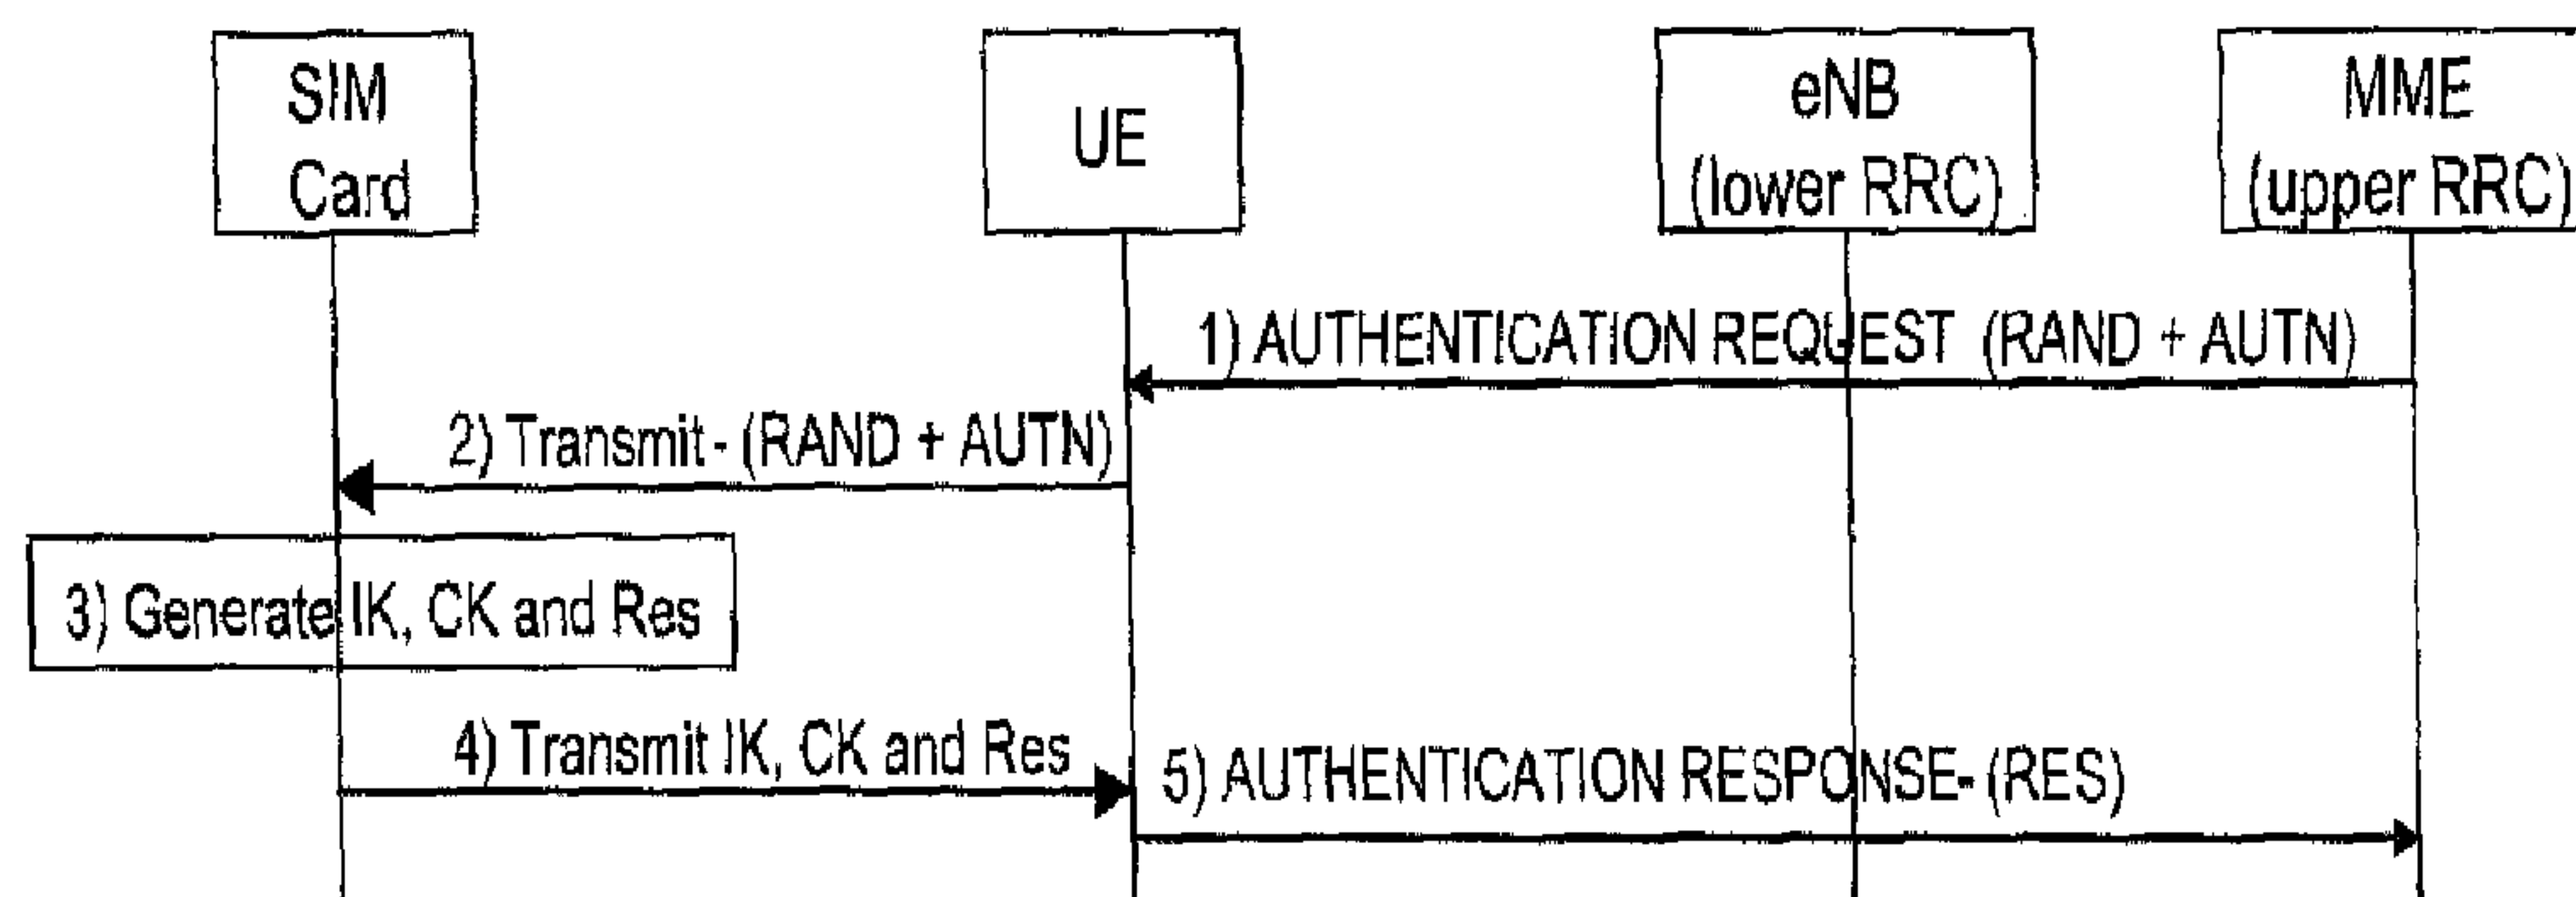 SIM
Card
UE
eNB
(lower RRC)
MME
(upper RRC)
1) AUTHENTICATION REQUEST (RAND + AUTN)
2) Transmit- (RAND + AUTN)
3) Generate IK, CK and Res
4) Transmit IK, CK and Res
5) AUTHENTICATION RESPONSE- (RES)